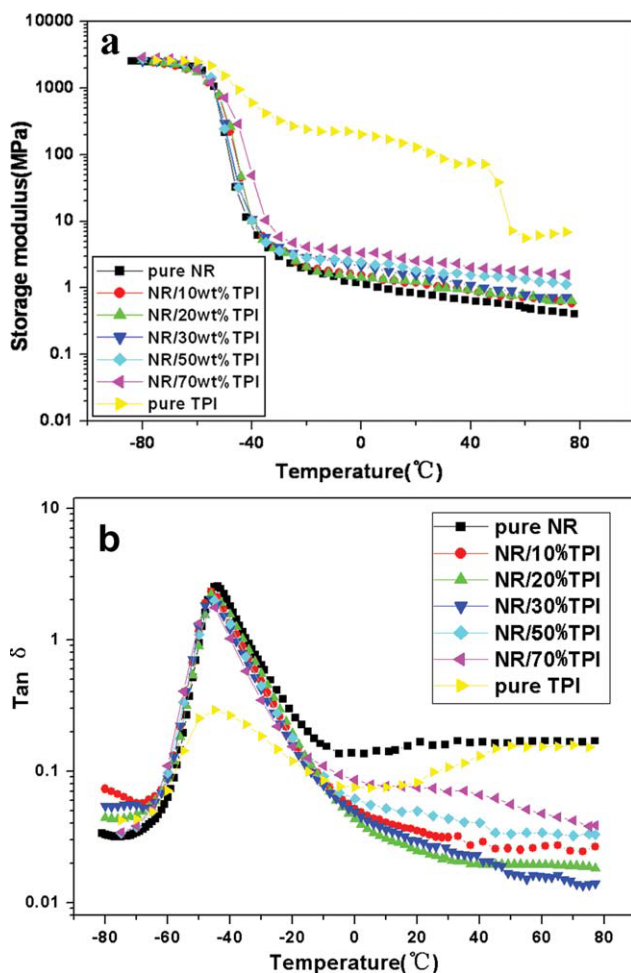 a
Storage modulus(MPa)
10000
1000
100
10
1
0.1
0.01
pure NR
NR/10wt%TPI
NR/20wt%TPI
NR/30wt%TPI
NR/50wt%TPI
NR/70wt%TPI
pure TPI
-80 -40 0 40 80
Temperature(℃)
b
Tan δ
10
1
0.1
0.01
pure NR
NR/10%TPI
NR/20%TPI
NR/30%TPI
NR/50%TPI
NR/70%TPI
pure TPI
-80 -60 -40 -20 0 20 40 60 80
Temperature(℃)